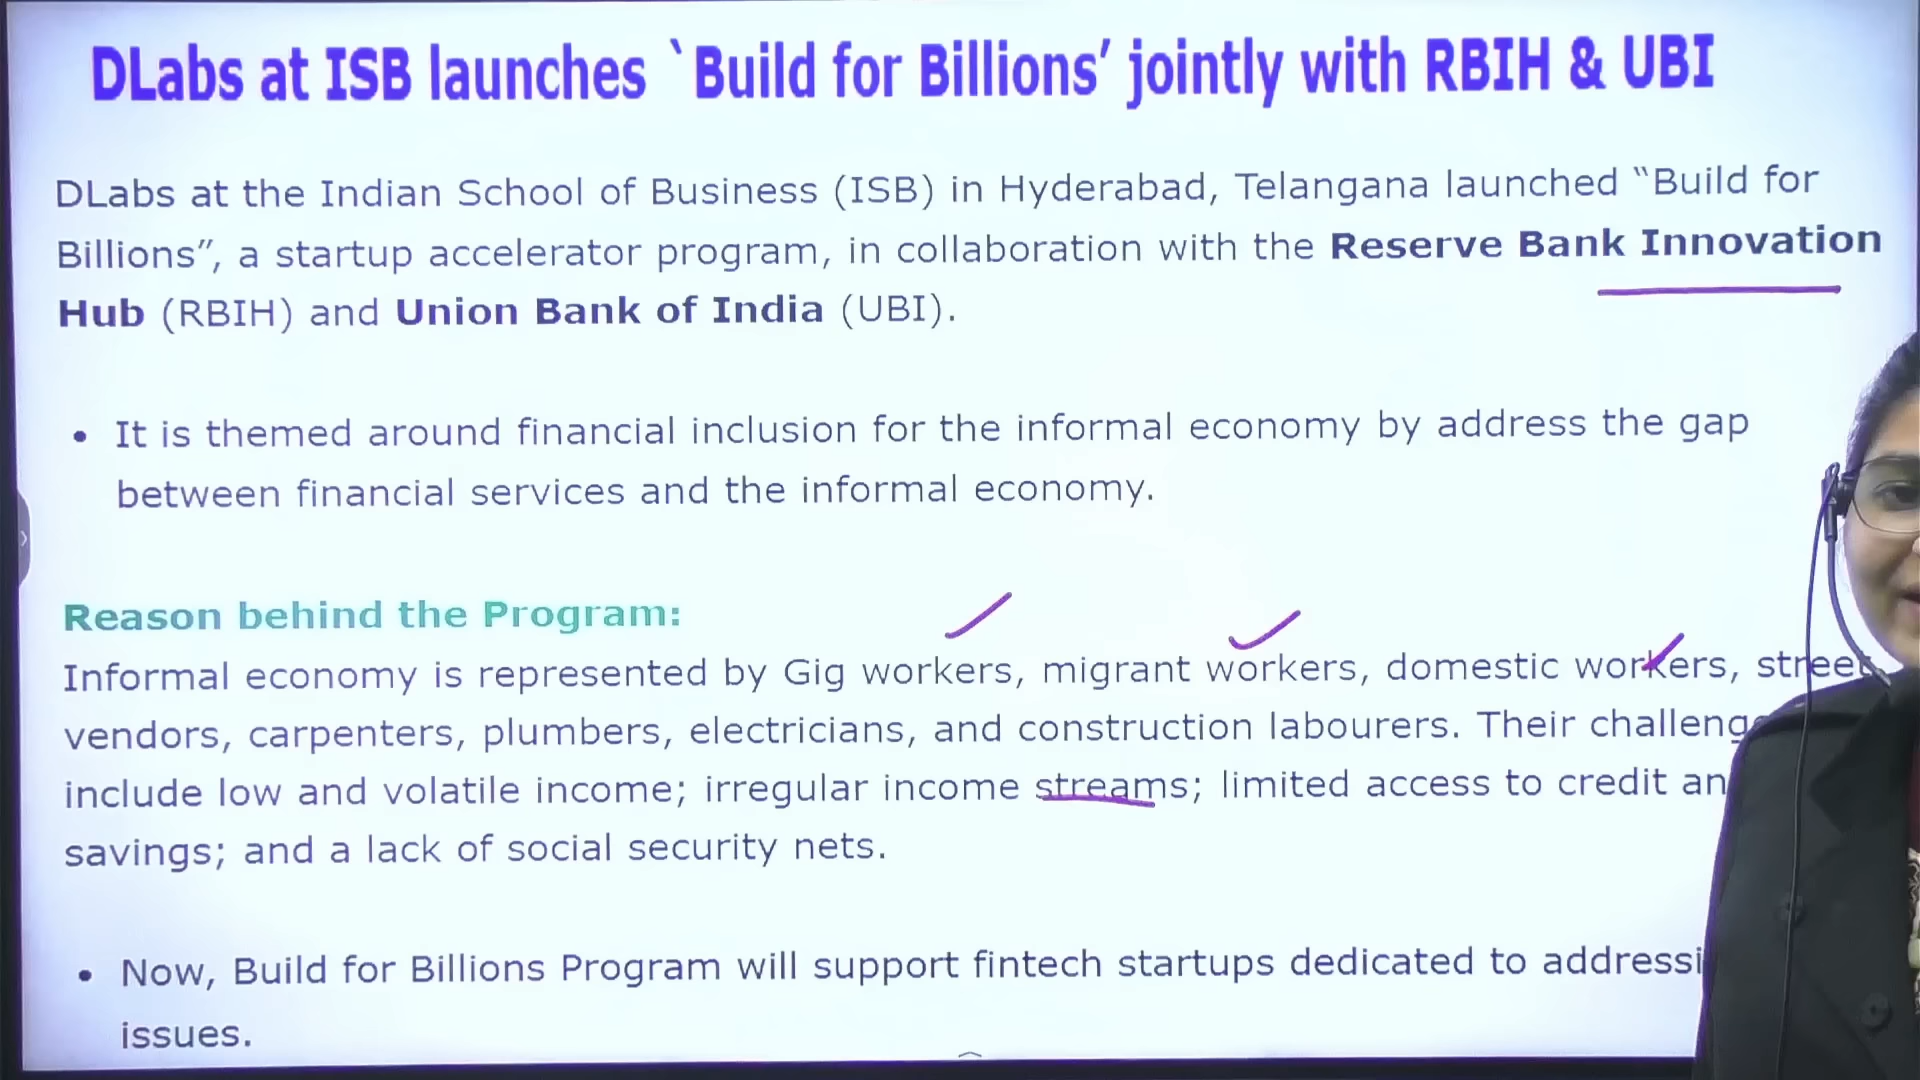 DLabs at ISB launches `Build for Billions’ jointly with RBIH & UBI
DLabs at the Indian School of Business (ISB) in Hyderabad, Telangana launched “Build for
Billions”, a startup accelerator program, in collaboration with the Reserve Bank Innovation
Hub (RBIH) and Union Bank of India (UBI).
• It is themed around financial inclusion for the informal economy by address the gap
between financial services and the informal economy.
Reason behind the Program:
Informal economy is represented by Gig workers, migrant workers, domestic workers, street
vendors, carpenters, plumbers, electricians, and construction labourers. Their
include low and volatile income; irregular income streams; limited access to credit
savings; and a lack of social security nets.
• Now, Build for Billions Program will support fintech startups dedicated to
issues.